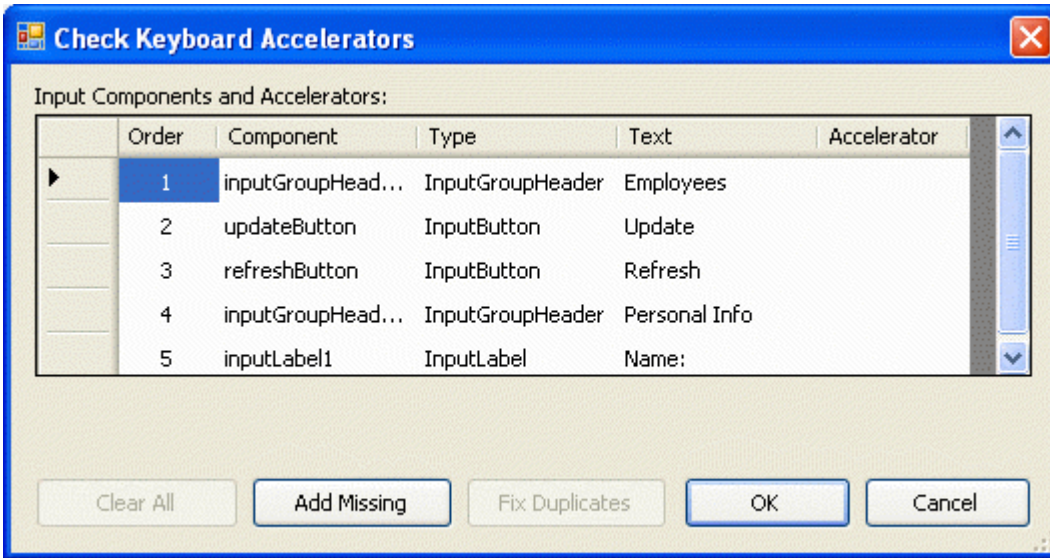 Check Keyboard Accelerators
Input Components and Accelerators:
Order Component Type Text Accelerator
1 inputGroupHead... InputGroupHeader Employees
2 updateButton InputButton Update
3 refreshButton InputButton Refresh
4 inputGroupHead... InputGroupHeader Personal Info
5 inputLabel1 InputLabel Name:
Clear All Add Missing Fix Duplicates OK Cancel